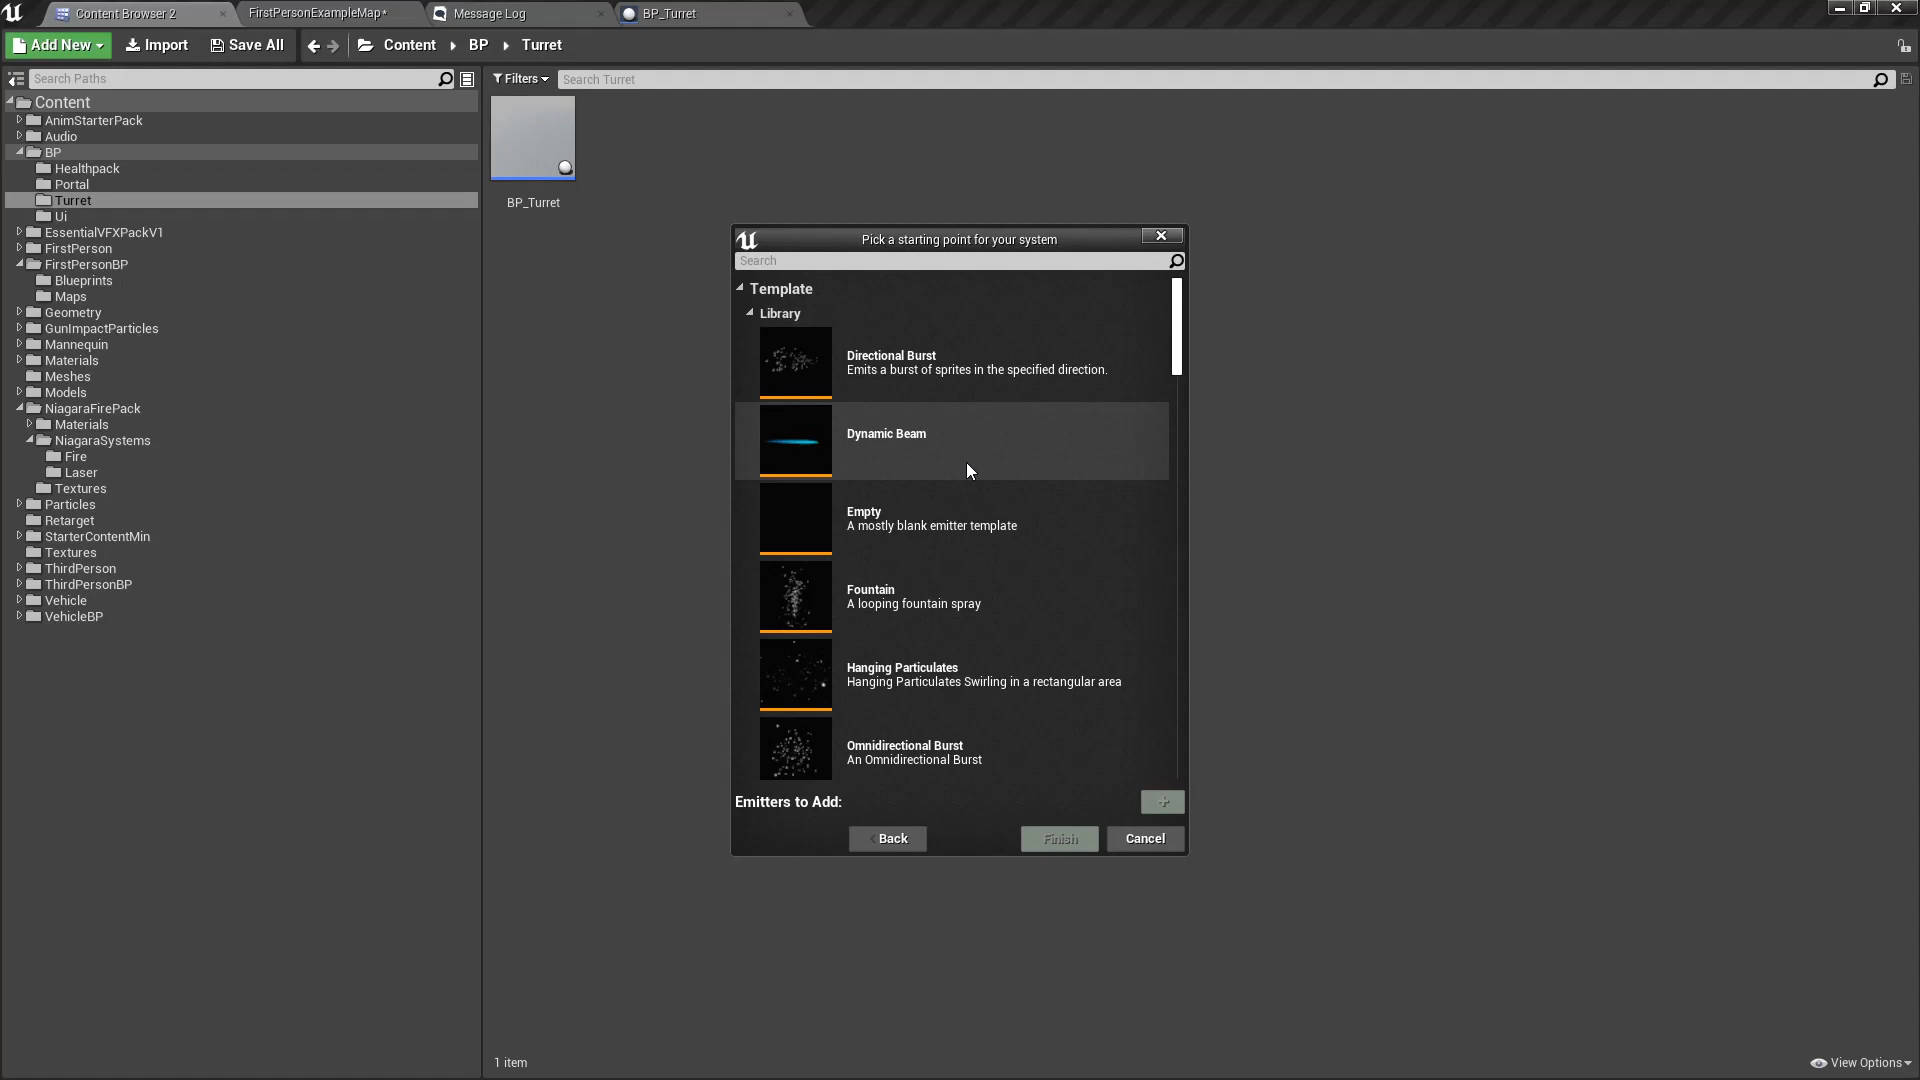 Content Browser 2
FirstPersonExampleMap*
Message Log
BP_Turret
Add New
Import
Save All
Content
BP
Turret
Search Paths
Filters
Search Turret
Content
AnimStarterPack
Audio
BP
Healthpack
Portal
Turret
Ui
EssentialVFXPackV1
FirstPerson
FirstPersonBP
Blueprints
Maps
Geometry
GunImpactParticles
Mannequin
Materials
Meshes
Models
NiagaraFirePack
Materials
NiagaraSystems
Fire
Laser
Textures
Particles
Retarget
StarterContentMin
Textures
ThirdPerson
ThirdPersonBP
Vehicle
VehicleBP
BP_Turret
Pick a starting point for your system
Search
Template
Library
Directional Burst
Emits a burst of sprites in the specified direction.
Dynamic Beam
Empty
A mostly blank emitter template
Fountain
A looping fountain spray
Hanging Particulates
Hanging Particulates Swirling in a rectangular area
Omnidirectional Burst
An Omnidirectional Burst
Emitters to Add:
Back
Finish
Cancel
1 item
View Options